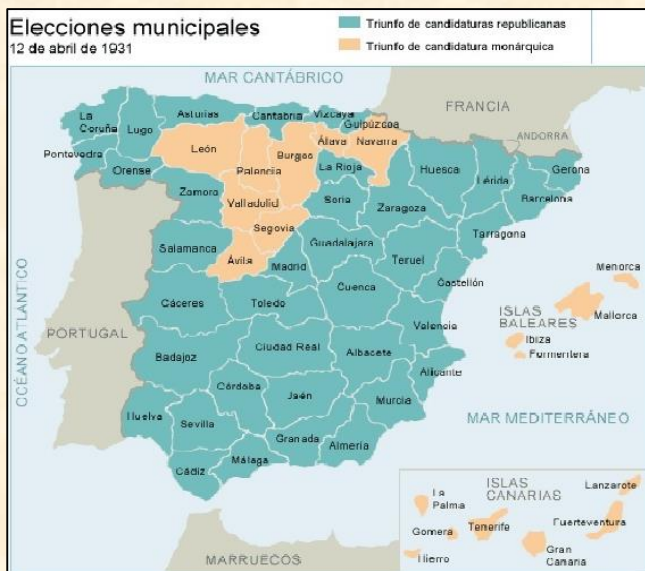 Elecciones municipales
12 de abril de 1931
Triunfo de candidaturas republicanas
Triunfo de candidatura monárquica
MAR CANTÁBRICO
FRANCIA
ANDORRA
La Coruña
Lugo
Asturias
Cantabria
Vizcaya
Guipúzcoa
Pontevedra
Orense
León
Palencia
Burgos
Álava
Navarra
La Rioja
Huesca
Lérida
Gerona
Barcelona
Zamora
Valladolid
Soria
Zaragoza
Tarragona
Segovia
Salamanca
Ávila
Madrid
Guadalajara
Teruel
Castellón
Menorca
Mallorca
ISLAS
BALEARES
Ibiza
Formentera
OCÉANO ATLÁNTICO
PORTUGAL
Cáceres
Toledo
Cuenca
Valencia
Badajoz
Ciudad Real
Albacete
Alicante
Córdoba
Jaén
Murcia
MAR MEDITERRÁNEO
Huelva
Sevilla
Granada
Almería
Cádiz
Málaga
MARRUECOS
ISLAS
CANARIAS
La
Palma
Lanzarote
Gomera
Tenerife
Fuerteventura
Hierro
Gran
Canaria